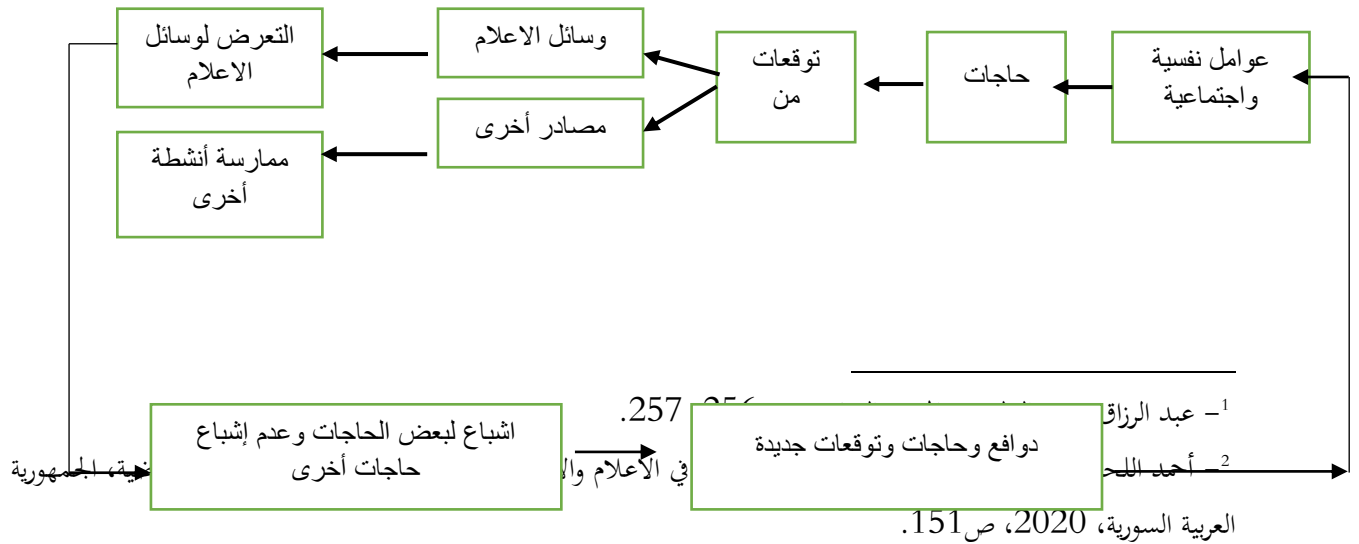 عوامل نفسية
واجتماعية
حاجات
توقعات
من
وسائل الاعلام
مصادر أخرى
التعرض لوسائل
الاعلام
ممارسة أنشطة
أخرى
اشباع لبعض الحاجات وعدم إشباع
حاجات أخرى
دوافع وحاجات وتوقعات جديدة
1– عبد الرزاق 257.
2– أحمد في الاعلام الجمهورية
العربية السورية، 2020، ص151.